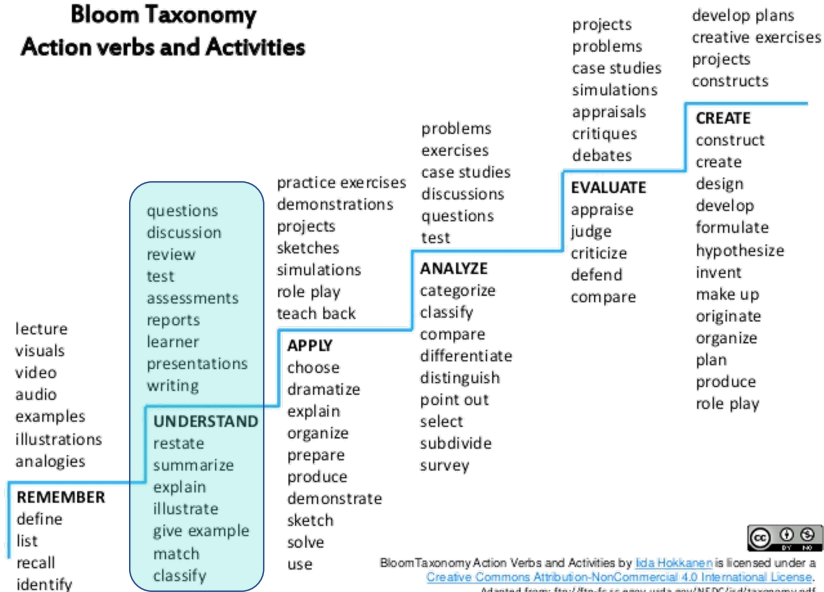 Bloom Taxonomy
Action verbs and Activities
lecture
visuals
video
audio
examples
illustrations
analogies
REMEMBER
define
list
recall
identify
questions
discussion
review
test
assessments
reports
learner
presentations
writing
UNDERSTAND
restate
summarize
explain
illustrate
give example
match
classify
practice exercises
demonstrations
projects
sketches
simulations
role play
teach back
APPLY
choose
dramatize
explain
organize
prepare
produce
demonstrate
sketch
solve
use
problems
exercises
case studies
discussions
questions
test
ANALYZE
categorize
classify
compare
differentiate
distinguish
point out
select
subdivide
survey
projects
problems
case studies
simulations
appraisals
critiques
debates
EVALUATE
appraise
judge
criticize
defend
compare
develop plans
creative exercises
projects
constructs
CREATE
construct
create
design
develop
formulate
hypothesize
invent
make up
originate
organize
plan
produce
role play
cc
BY NC
BloomTaxonomy Action Verbs and Activities by Iida Hokkanen is licensed under a
Creative Commons Attribution-NonCommercial 4.0 International License.
Adapted from: